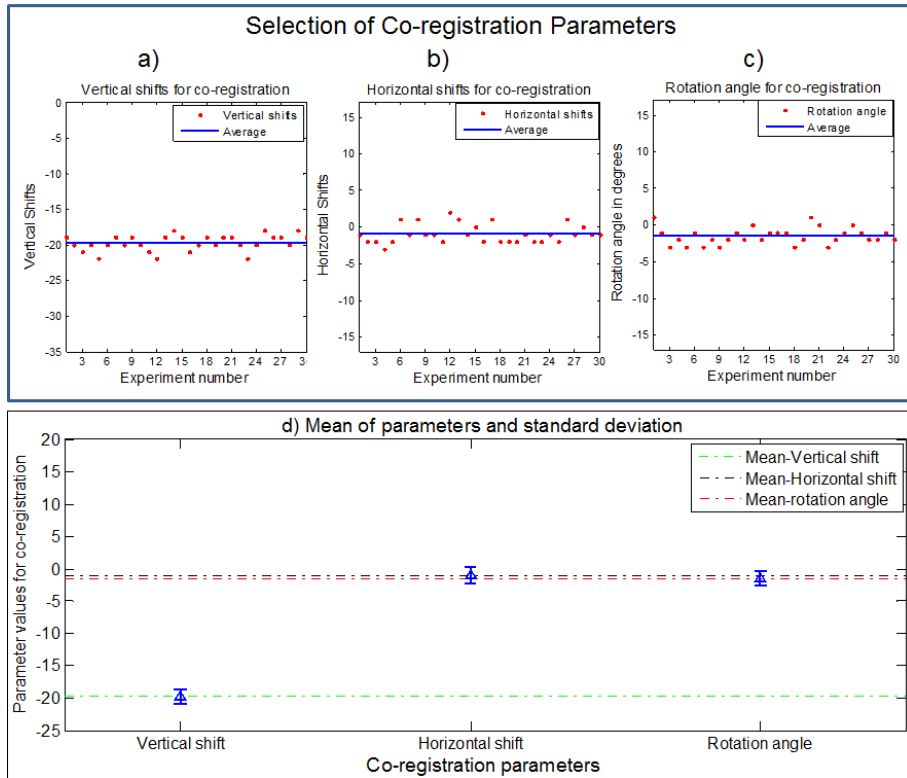 Selection of Co-registration Parameters
a)
Vertical shifts for co-registration
Vertical shifts
Average
0
-5
-10
-15
-20
-25
-30
-35
Vertical Shifts
3 6 9 12 15 18 21 24 27 30
Experiment number
b)
Horizontal shifts for co-registration
Horizontal shifts
Average
15
10
5
0
-5
-10
-15
Horizontal Shifts
3 6 9 12 15 18 21 24 27 30
Experiment number
c)
Rotation angle for co-registration
Rotation angle
Average
15
10
5
0
-5
-10
-15
Rotation angle in degrees
3 6 9 12 15 18 21 24 27 30
Experiment number
d) Mean of parameters and standard deviation
Mean-Vertical shift
Mean-Horizontal shift
Mean-rotation angle
20
15
10
5
0
-5
-10
-15
-20
-25
Parameter values for co-registration
Vertical shift Horizontal shift Rotation angle
Co-registration parameters